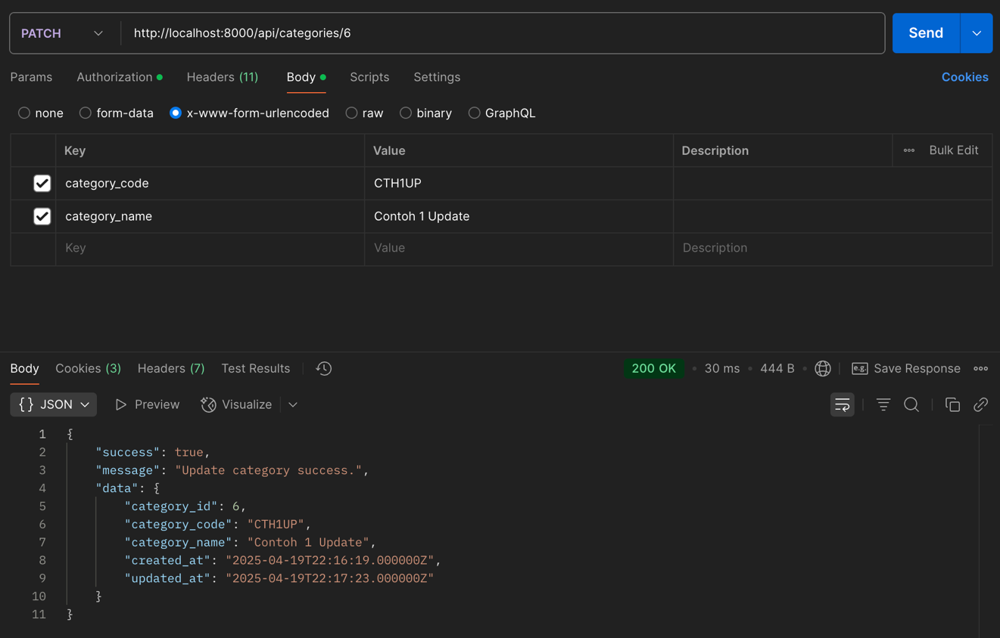 PATCH http://localhost:8000/api/categories/6 Send
Params Authorization Headers (11) Body Scripts Settings Cookies
none form-data x-www-form-urlencoded raw binary GraphQL
Key Value Description Bulk Edit
category_code CTH1UP
category_name Contoh 1 Update
Key Value Description
Body Cookies (3) Headers (7) Test Results 200 OK 30 ms 444 B e.g. Save Response
{} JSON Preview Visualize
1 {
2 "success": true,
3 "message": "Update category success.",
4 "data": {
5 "category_id": 6,
6 "category_code": "CTH1UP",
7 "category_name": "Contoh 1 Update",
8 "created_at": "2025-04-19T22:16:19.000000Z",
9 "updated_at": "2025-04-19T22:17:23.000000Z"
10 }
11 }